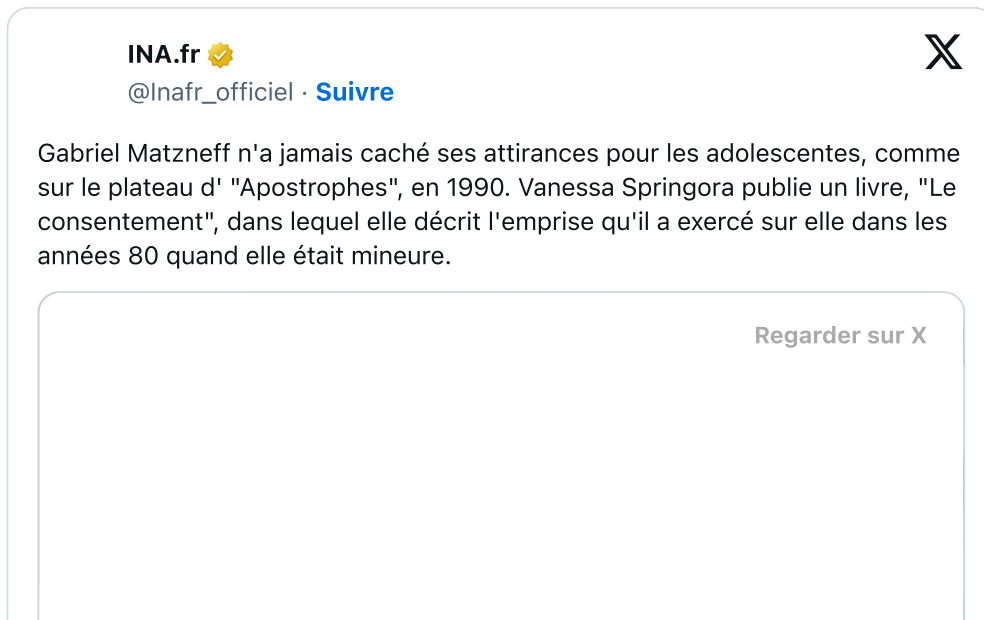 INA.fr
@Inafr_officiel · Suivre
Gabriel Matzneff n'a jamais caché ses attirances pour les adolescentes, comme
sur le plateau d' "Apostrophes", en 1990. Vanessa Springora publie un livre, "Le
consentement", dans lequel elle décrit l'emprise qu'il a exercé sur elle dans les
années 80 quand elle était mineure.
Regarder sur X